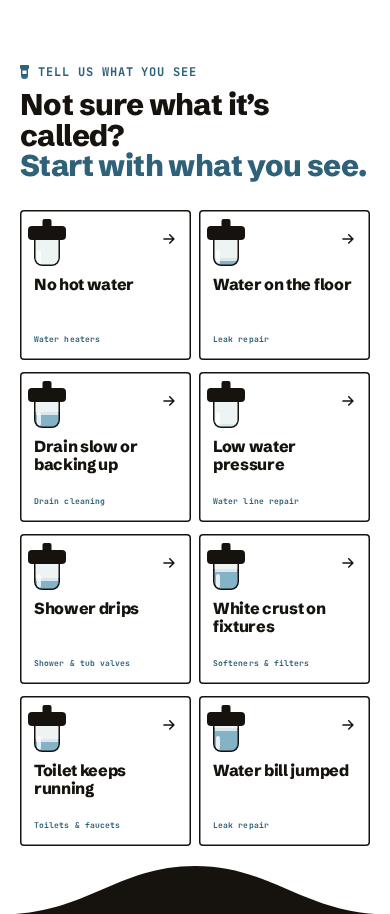 TELL US WHAT YOU SEE
Not sure what it’s
called?
Start with what you see.
No hot water
Water heaters
Water on the floor
Leak repair
Drain slow or
backing up
Drain cleaning
Low water
pressure
Water line repair
Shower drips
Shower & tub valves
White crust on
fixtures
Softeners & filters
Toilet keeps
running
Toilets & faucets
Water bill jumped
Leak repair